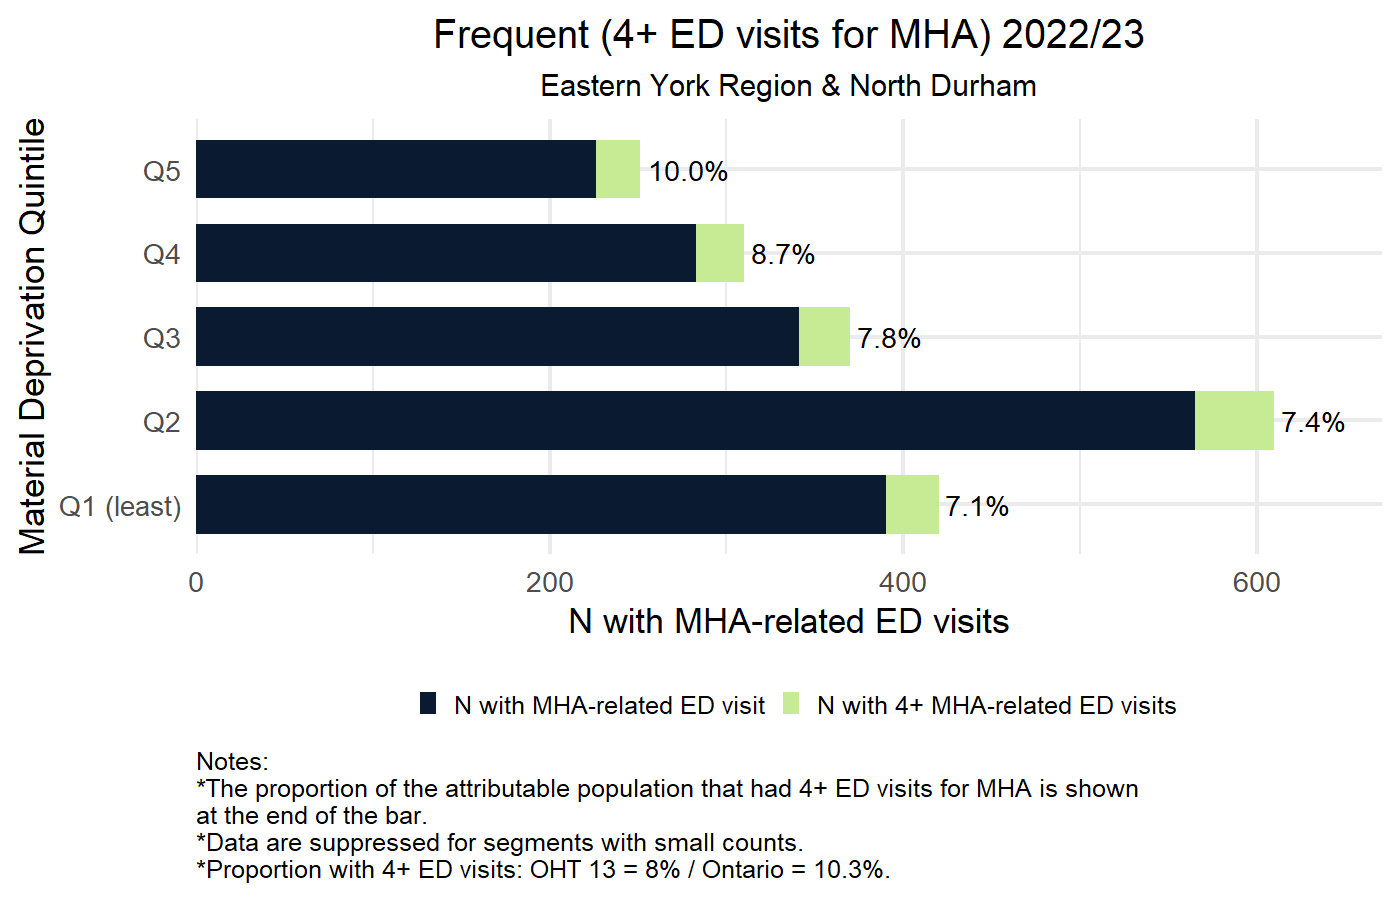 Frequent (4+ ED visits for MHA) 2022/23
Eastern York Region & North Durham
Material Deprivation Quintile
Q5
10.0%
Q4
8.7%
Q3
7.8%
Q2
7.4%
Q1 (least)
7.1%
0
200
400
600
N with MHA-related ED visits
N with MHA-related ED visit
N with 4+ MHA-related ED visits
Notes:
*The proportion of the attributable population that had 4+ ED visits for MHA is shown
at the end of the bar.
*Data are suppressed for segments with small counts.
*Proportion with 4+ ED visits: OHT 13 = 8% / Ontario = 10.3%.